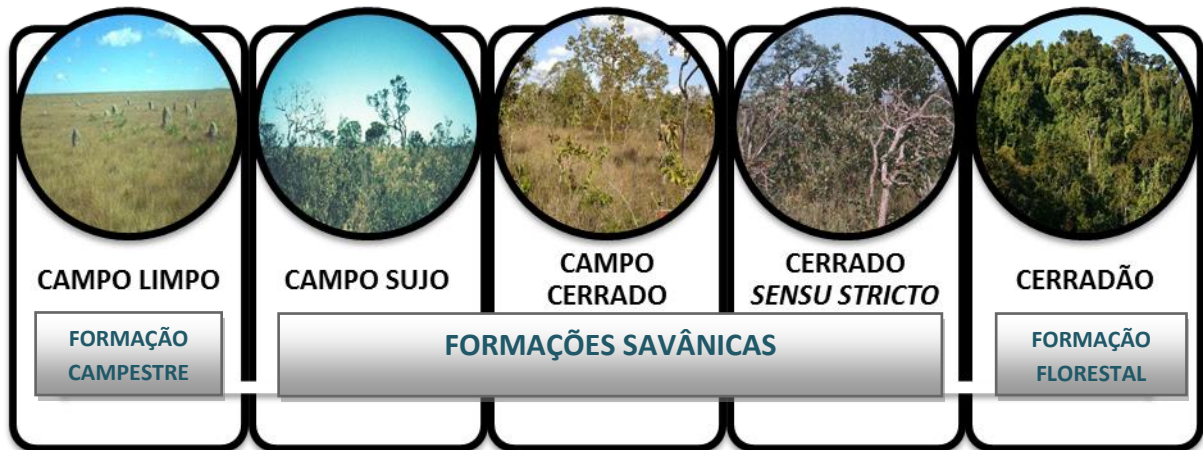 CAMPO LIMPO
CAMPO SUJO
CAMPO
CERRADO
CERRADO
SENSU STRICTO
CERRADÃO
FORMAÇÃO
CAMPESTRE
FORMAÇÕES SAVÂNICAS
FORMAÇÃO
FLORESTAL